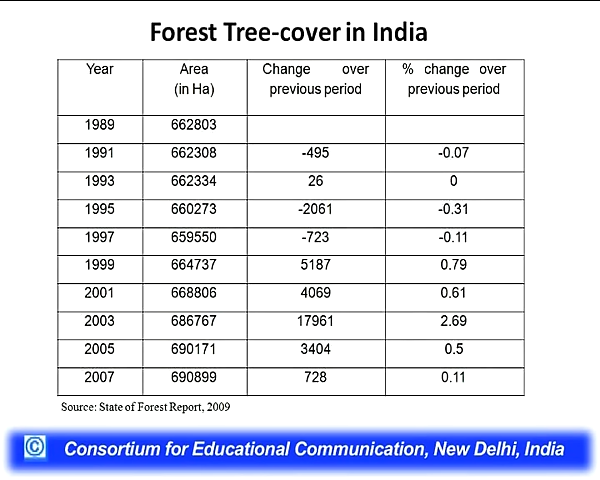 Forest Tree-cover in India
Year Area (in Ha) Change over previous period % change over previous period
1989 662803
1991 662308 -495 -0.07
1993 662334 26 0
1995 660273 -2061 -0.31
1997 659550 -723 -0.11
1999 664737 5187 0.79
2001 668806 4069 0.61
2003 686767 17961 2.69
2005 690171 3404 0.5
2007 690899 728 0.11
Source: State of Forest Report, 2009
© Consortium for Educational Communication, New Delhi, India